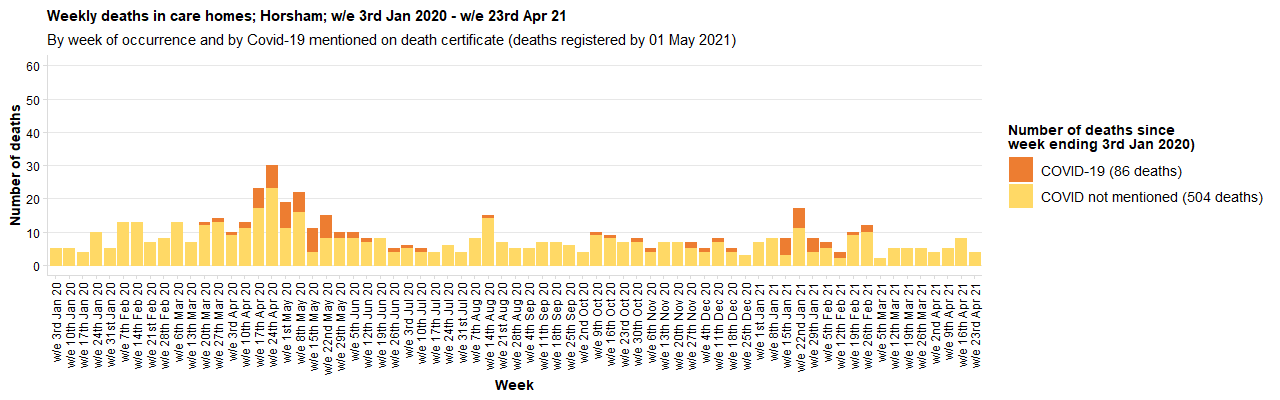 Weekly deaths in care homes; Horsham; w/e 3rd Jan 2020 - w/e 23rd Apr 21
By week of occurrence and by Covid-19 mentioned on death certificate (deaths registered by 01 May 2021)
Number of deaths
60
50
40
30
20
10
0
w/e 3rd Jan 20
w/e 10th Jan 20
w/e 17th Jan 20
w/e 24th Jan 20
w/e 31st Jan 20
w/e 7th Feb 20
w/e 14th Feb 20
w/e 21st Feb 20
w/e 28th Feb 20
w/e 6th Mar 20
w/e 13th Mar 20
w/e 20th Mar 20
w/e 27th Mar 20
w/e 3rd Apr 20
w/e 10th Apr 20
w/e 17th Apr 20
w/e 24th Apr 20
w/e 1st May 20
w/e 8th May 20
w/e 15th May 20
w/e 22nd May 20
w/e 29th May 20
w/e 5th Jun 20
w/e 12th Jun 20
w/e 19th Jun 20
w/e 26th Jun 20
w/e 3rd Jul 20
w/e 10th Jul 20
w/e 17th Jul 20
w/e 24th Jul 20
w/e 31st Jul 20
w/e 7th Aug 20
w/e 14th Aug 20
w/e 21st Aug 20
w/e 28th Aug 20
w/e 4th Sep 20
w/e 11th Sep 20
w/e 18th Sep 20
w/e 25th Sep 20
w/e 2nd Oct 20
w/e 9th Oct 20
w/e 16th Oct 20
w/e 23rd Oct 20
w/e 30th Oct 20
w/e 6th Nov 20
w/e 13th Nov 20
w/e 20th Nov 20
w/e 27th Nov 20
w/e 4th Dec 20
w/e 11th Dec 20
w/e 18th Dec 20
w/e 25th Dec 20
w/e 1st Jan 21
w/e 8th Jan 21
w/e 15th Jan 21
w/e 22nd Jan 21
w/e 29th Jan 21
w/e 5th Feb 21
w/e 12th Feb 21
w/e 19th Feb 21
w/e 26th Feb 21
w/e 5th Mar 21
w/e 12th Mar 21
w/e 19th Mar 21
w/e 26th Mar 21
w/e 2nd Apr 21
w/e 9th Apr 21
w/e 16th Apr 21
w/e 23rd Apr 21
Week
Number of deaths since
week ending 3rd Jan 2020)
COVID-19 (86 deaths)
COVID not mentioned (504 deaths)